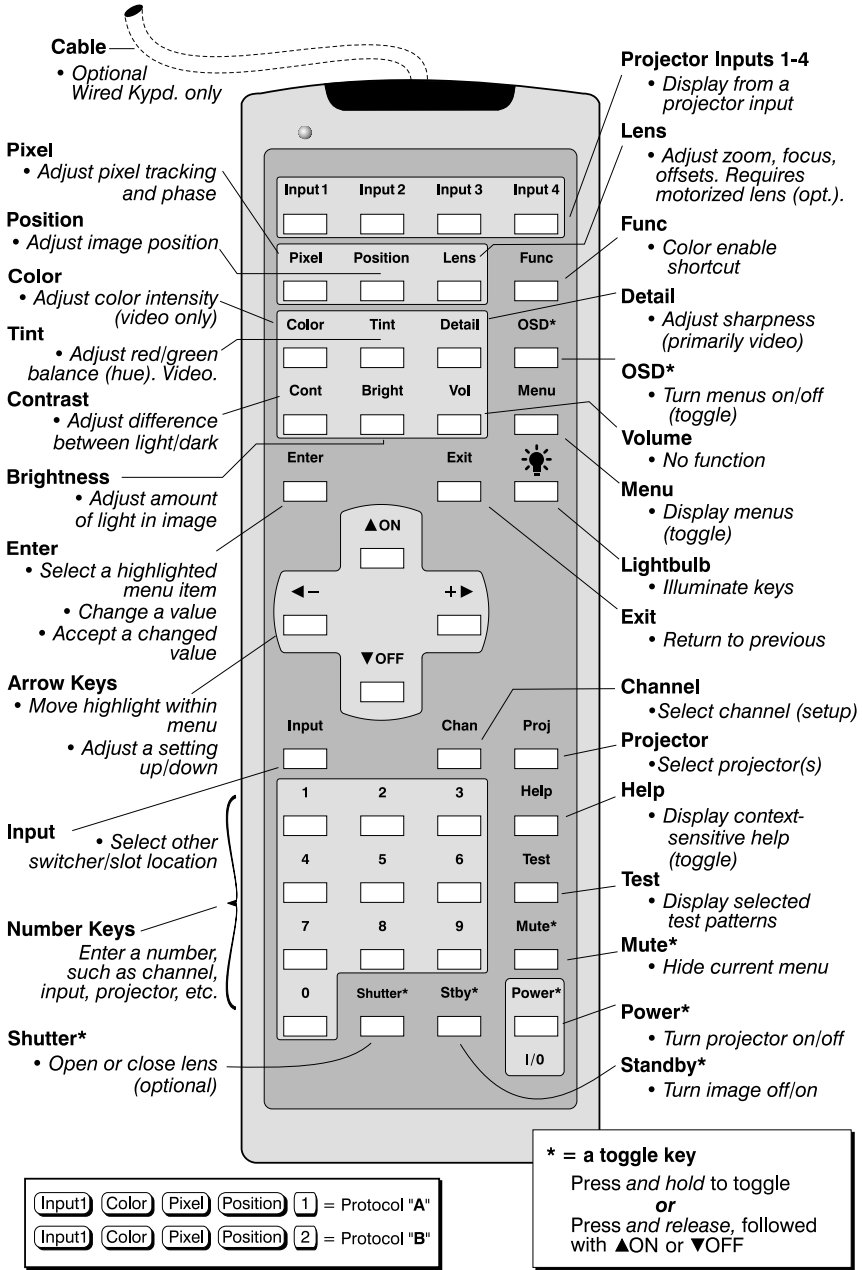 Cable
• Optional
Wired Kypd. only
Pixel
• Adjust pixel tracking
and phase
Position
• Adjust image position
Color
• Adjust color intensity
(video only)
Tint
• Adjust red/green
balance (hue). Video.
Contrast
• Adjust difference
between light/dark
Brightness
• Adjust amount
of light in image
Enter
• Select a highlighted
menu item
• Change a value
• Accept a changed
value
Arrow Keys
• Move highlight within
menu
• Adjust a setting
up/down
Input
• Select other
switcher/slot location
Number Keys
Enter a number,
such as channel,
input, projector, etc.
Shutter*
• Open or close lens
(optional)
Input 1 Input 2 Input 3 Input 4
Pixel Position Lens Func
Color Tint Detail OSD*
Cont Bright Vol Menu
Enter Exit
▲ON
◀– +▶
▼OFF
Input Chan Proj
1 2 3 Help
4 5 6 Test
7 8 9 Mute*
0 Shutter* Stby* Power*
I/0
Projector Inputs 1-4
• Display from a
projector input
Lens
• Adjust zoom, focus,
offsets. Requires
motorized lens (opt.).
Func
• Color enable
shortcut
Detail
• Adjust sharpness
(primarily video)
OSD*
• Turn menus on/off
(toggle)
Volume
• No function
Menu
• Display menus
(toggle)
Lightbulb
• Illuminate keys
Exit
• Return to previous
Channel
•Select channel (setup)
Projector
•Select projector(s)
Help
• Display context-
sensitive help
(toggle)
Test
• Display selected
test patterns
Mute*
• Hide current menu
Power*
• Turn projector on/off
Standby*
• Turn image off/on
Input1 Color Pixel Position 1 = Protocol "A"
Input1 Color Pixel Position 2 = Protocol "B"
* = a toggle key
Press and hold to toggle
or
Press and release, followed
with ▲ON or ▼OFF